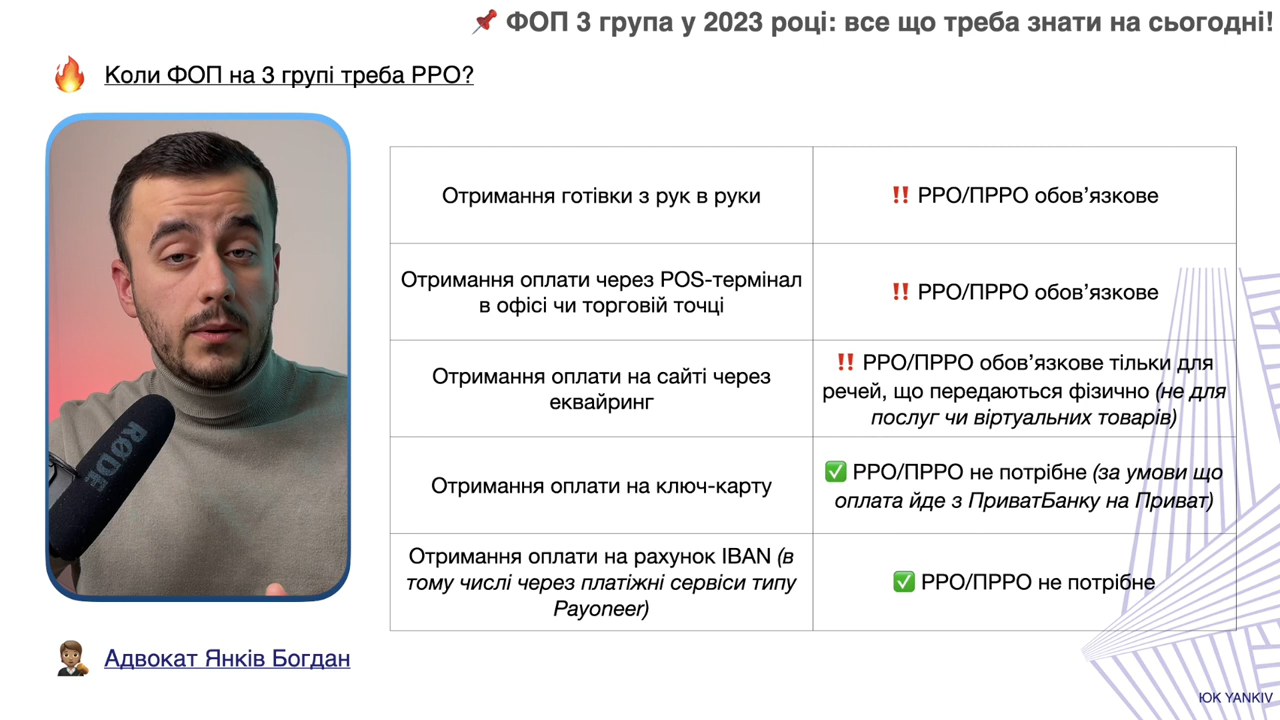 📌 ФОП 3 група у 2023 році: все що треба знати на сьогодні!
🔥 Коли ФОП на 3 групі треба РРО?
Отримання готівки з рук в руки
‼️ РРО/ПРРО обов’язкове
Отримання оплати через POS-термінал
в офісі чи торговій точці
‼️ РРО/ПРРО обов’язкове
Отримання оплати на сайті через
еквайринг
‼️ РРО/ПРРО обов’язкове тільки для
речей, що передаються фізично (не для
послуг чи віртуальних товарів)
Отримання оплати на ключ-карту
✅ РРО/ПРРО не потрібне (за умови що
оплата йде з ПриватБанку на Приват)
Отримання оплати на рахунок IBAN (в
тому числі через платіжні сервіси типу
Payoneer)
✅ РРО/ПРРО не потрібне
RØDE
Адвокат Янків Богдан
ЮК YANKIV